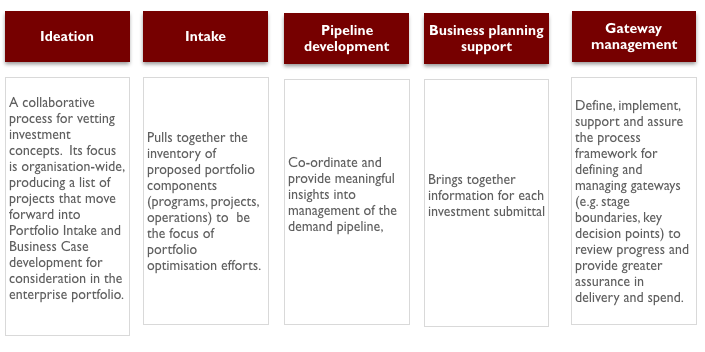 Ideation
A collaborative
process for vetting
investment
concepts.  Its focus
is organisation-wide,
producing a list of
projects that move
forward into
Portfolio Intake and
Business Case
development for
consideration in the
enterprise portfolio.
Intake
Pulls together the
inventory of
proposed portfolio
components
(programs, projects,
operations) to  be
the focus of
portfolio
optimisation efforts.
Pipeline
development
Co-ordinate and
provide meaningful
insights into
management of the
demand pipeline,
Business planning
support
Brings together
information for each
investment submittal
Gateway
management
Define, implement,
support and assure
the process
framework for
defining and
managing gateways
(e.g. stage
boundaries, key
decision points) to
review progress and
provide greater
assurance in
delivery and spend.